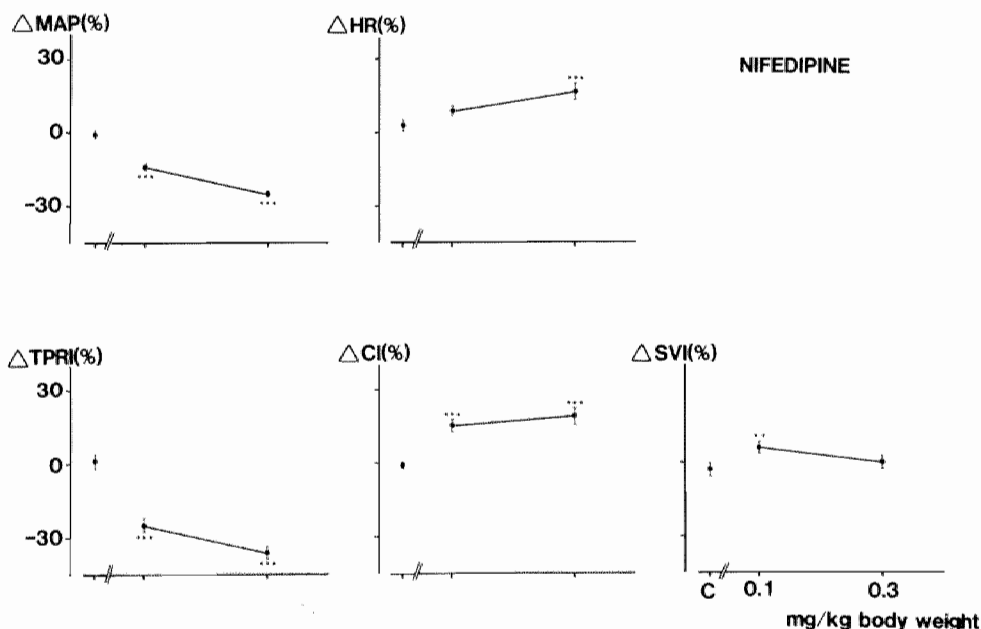 △MAP(%)
△HR(%)
NIFEDIPINE
30
0
-30
***
***
***
△TPRI(%)
△CI(%)
△SVI(%)
30
0
-30
***
***
***
***
**
C 0.1 0.3
mg/kg body weight